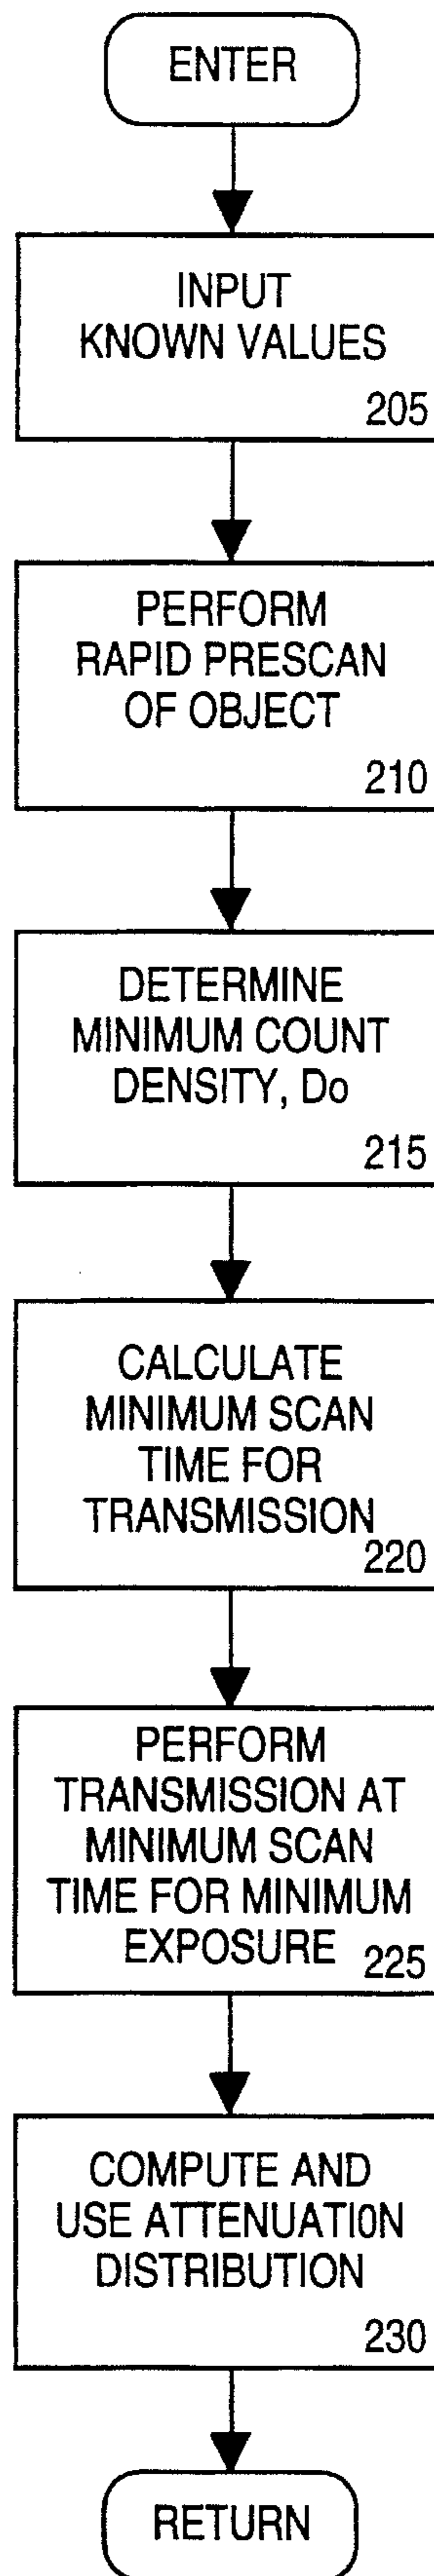 ENTER
INPUT
KNOWN VALUES
205
PERFORM
RAPID PRESCAN
OF OBJECT
210
DETERMINE
MINIMUM COUNT
DENSITY, Do
215
CALCULATE
MINIMUM SCAN
TIME FOR
TRANSMISSION
220
PERFORM
TRANSMISSION AT
MINIMUM SCAN
TIME FOR MINIMUM
EXPOSURE 225
COMPUTE AND
USE ATTENUATION
DISTRIBUTION
230
RETURN